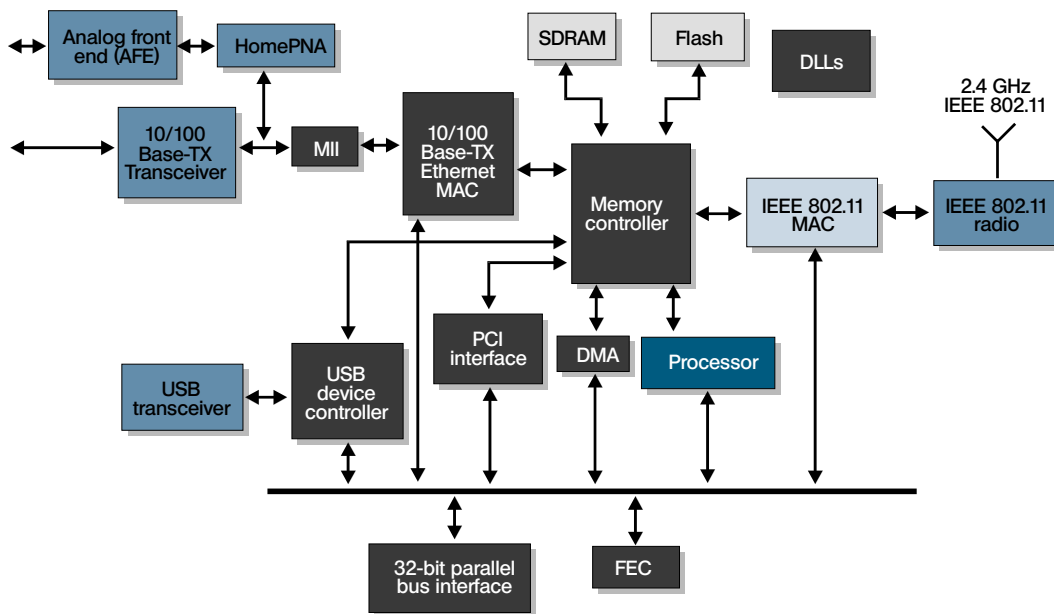 Analog front
end (AFE)
HomePNA
SDRAM
Flash
DLLs
2.4 GHz
IEEE 802.11
10/100
Base-TX
Transceiver
MII
10/100
Base-TX
Ethernet
MAC
Memory
controller
IEEE 802.11
MAC
IEEE 802.11
radio
PCI
interface
DMA
Processor
USB
transceiver
USB
device
controller
32-bit parallel
bus interface
FEC